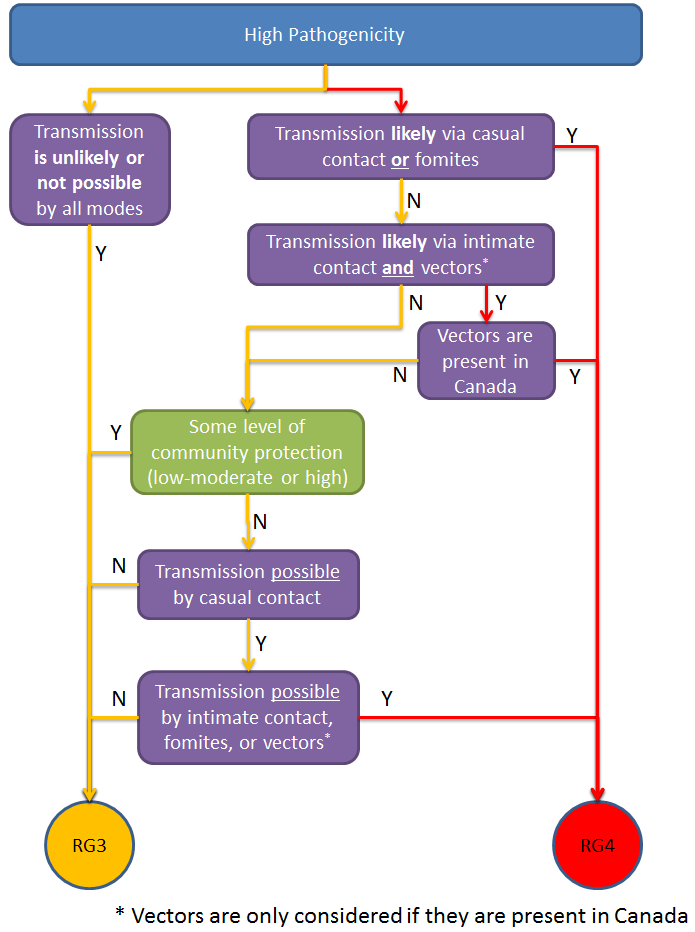 High Pathogenicity
Transmission
is unlikely or
not possible
by all modes
Transmission likely via casual
contact or fomites
Y
N
Transmission likely via intimate
contact and vectors*
Y
N
Y
Vectors are
present in
Canada
N
Y
Some level of
community protection
(low-moderate or high)
Y
N
Transmission possible
by casual contact
N
Y
Transmission possible
by intimate contact,
fomites, or vectors*
N
Y
RG3
RG4
* Vectors are only considered if they are present in Canada